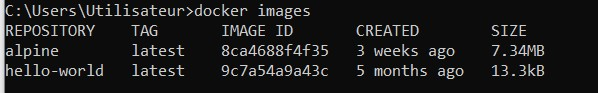 C:\Users\Utilisateur>docker images
REPOSITORY TAG IMAGE ID CREATED SIZE
alpine latest 8ca4688f4f35 3 weeks ago 7.34MB
hello-world latest 9c7a54a9a43c 5 months ago 13.3kB